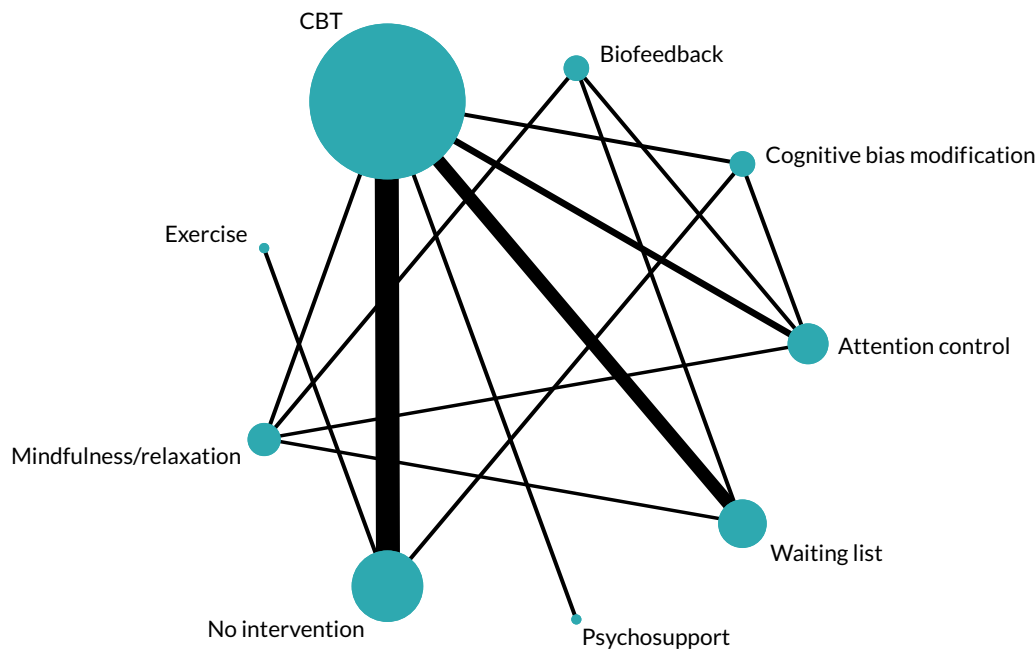 CBT
Biofeedback
Cognitive bias modification
Exercise
Attention control
Mindfulness/relaxation
Waiting list
No intervention
Psychosupport